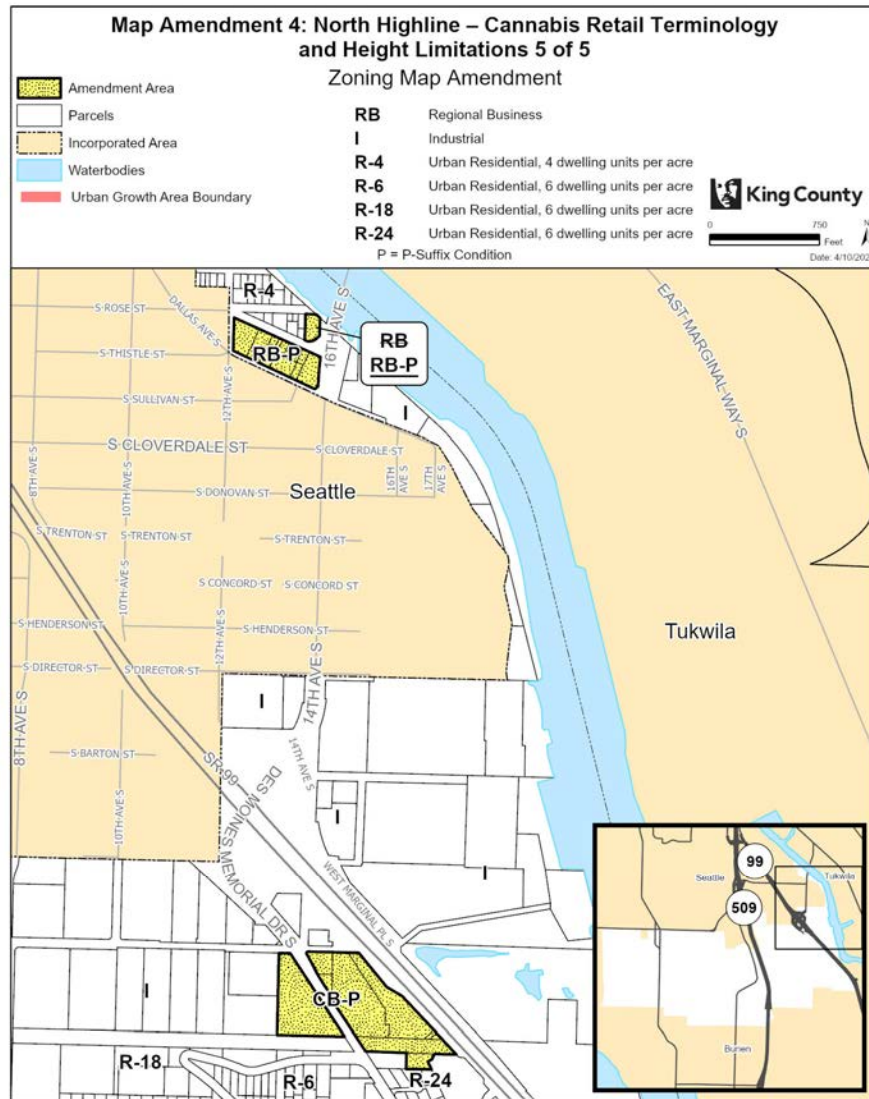 Map Amendment 4: North Highline – Cannabis Retail Terminology
and Height Limitations 5 of 5
Zoning Map Amendment
Amendment Area
Parcels
Incorporated Area
Waterbodies
Urban Growth Area Boundary
RB Regional Business
I Industrial
R-4 Urban Residential, 4 dwelling units per acre
R-6 Urban Residential, 6 dwelling units per acre
R-18 Urban Residential, 6 dwelling units per acre
R-24 Urban Residential, 6 dwelling units per acre
P = P-Suffix Condition
King County
0 750
Feet
N
Date: 4/10/202
R-4
S ROSE ST
DALLAS AVE S
16TH AVE S
EAST MARGINAL WAY S
RB
RB-P
RB-P
S THISTLE ST
12TH AVE S
S SULLIVAN ST
I
S CLOVERDALE ST
S CLOVERDALE ST
8TH AVE S
10TH AVE S
16TH AVE S
17TH AVE S
S DONOVAN ST
Seattle
S TRENTON ST
S TRENTON ST
S TRENTON ST
10TH AVE S
S CONCORD ST
S CONCORD ST
12TH AVE S
S HENDERSON ST
S HENDERSON ST
Tukwila
S DIRECTOR ST
S DIRECTOR ST
14TH AVE S
8TH AVE S
I
14TH AVE S
S BARTON ST
SR-99
DES MOINES MEMORIAL DR S
10TH AVE S
I
I
WEST MARGINAL PL S
CB-P
I
R-18
R-6
R-24
99
Seattle
Tukwila
509
Burien